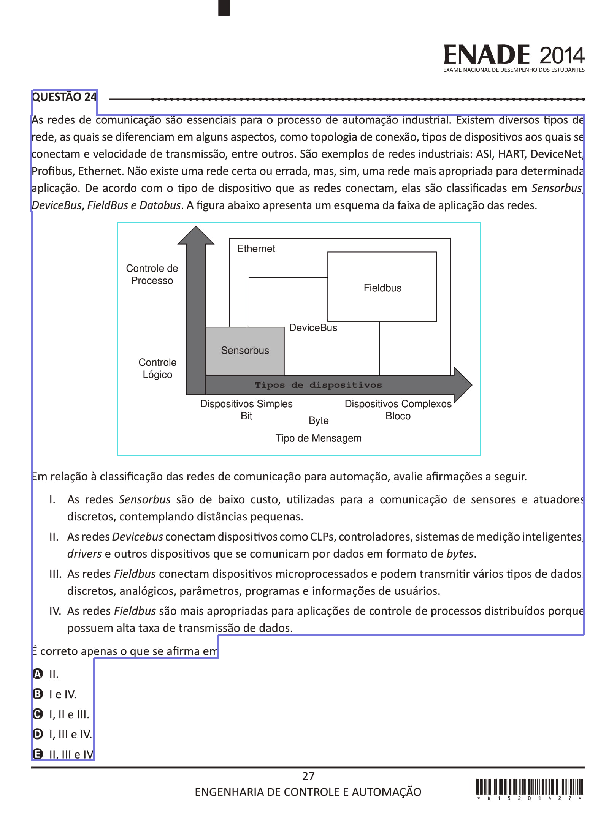 ENADE 2014
EXAME NACIONAL DE DESEMPENHO DOS ESTUDANTES
QUESTÃO 24
As redes de comunicação são essenciais para o processo de automação industrial. Existem diversos tipos de
rede, as quais se diferenciam em alguns aspectos, como topologia de conexão, tipos de dispositivos aos quais se
conectam e velocidade de transmissão, entre outros. São exemplos de redes industriais: ASI, HART, DeviceNet,
Profibus, Ethernet. Não existe uma rede certa ou errada, mas, sim, uma rede mais apropriada para determinada
aplicação. De acordo com o tipo de dispositivo que as redes conectam, elas são classificadas em Sensorbus,
DeviceBus, FieldBus e Databus. A figura abaixo apresenta um esquema da faixa de aplicação das redes.
Ethernet
Controle de
Processo
Fieldbus
DeviceBus
Sensorbus
Controle
Lógico
Tipos de dispositivos
Dispositivos Simples
Bit
Byte
Dispositivos Complexos
Bloco
Tipo de Mensagem
Em relação à classificação das redes de comunicação para automação, avalie afirmações a seguir.
I. As redes Sensorbus são de baixo custo, utilizadas para a comunicação de sensores e atuadores
discretos, contemplando distâncias pequenas.
II. As redes Devicebus conectam dispositivos como CLPs, controladores, sistemas de medição inteligentes,
drivers e outros dispositivos que se comunicam por dados em formato de bytes.
III. As redes Fieldbus conectam dispositivos microprocessados e podem transmitir vários tipos de dados:
discretos, analógicos, parâmetros, programas e informações de usuários.
IV. As redes Fieldbus são mais apropriadas para aplicações de controle de processos distribuídos porque
possuem alta taxa de transmissão de dados.
É correto apenas o que se afirma em
A II.
B I e IV.
C I, II e III.
D I, III e IV.
E II, III e IV
27
ENGENHARIA DE CONTROLE E AUTOMAÇÃO